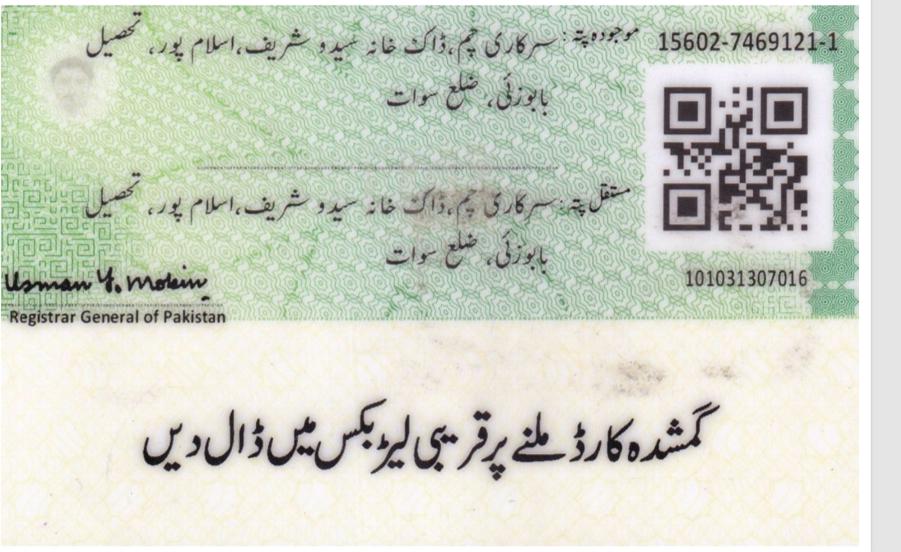 15602-7469121-1
موجودہ پتہ: سرکاری چم، ڈاک خانہ سیدو شریف، اسلام پور، تحصیل
بابوزئی، ضلع سوات
مستقل پتہ: سرکاری چم، ڈاک خانہ سیدو شریف، اسلام پور، تحصیل
بابوزئی، ضلع سوات
101031307016
Usman Y. Mobin
Registrar General of Pakistan
گمشدہ کارڈ ملنے پر قریبی لیٹر بکس میں ڈال دیں